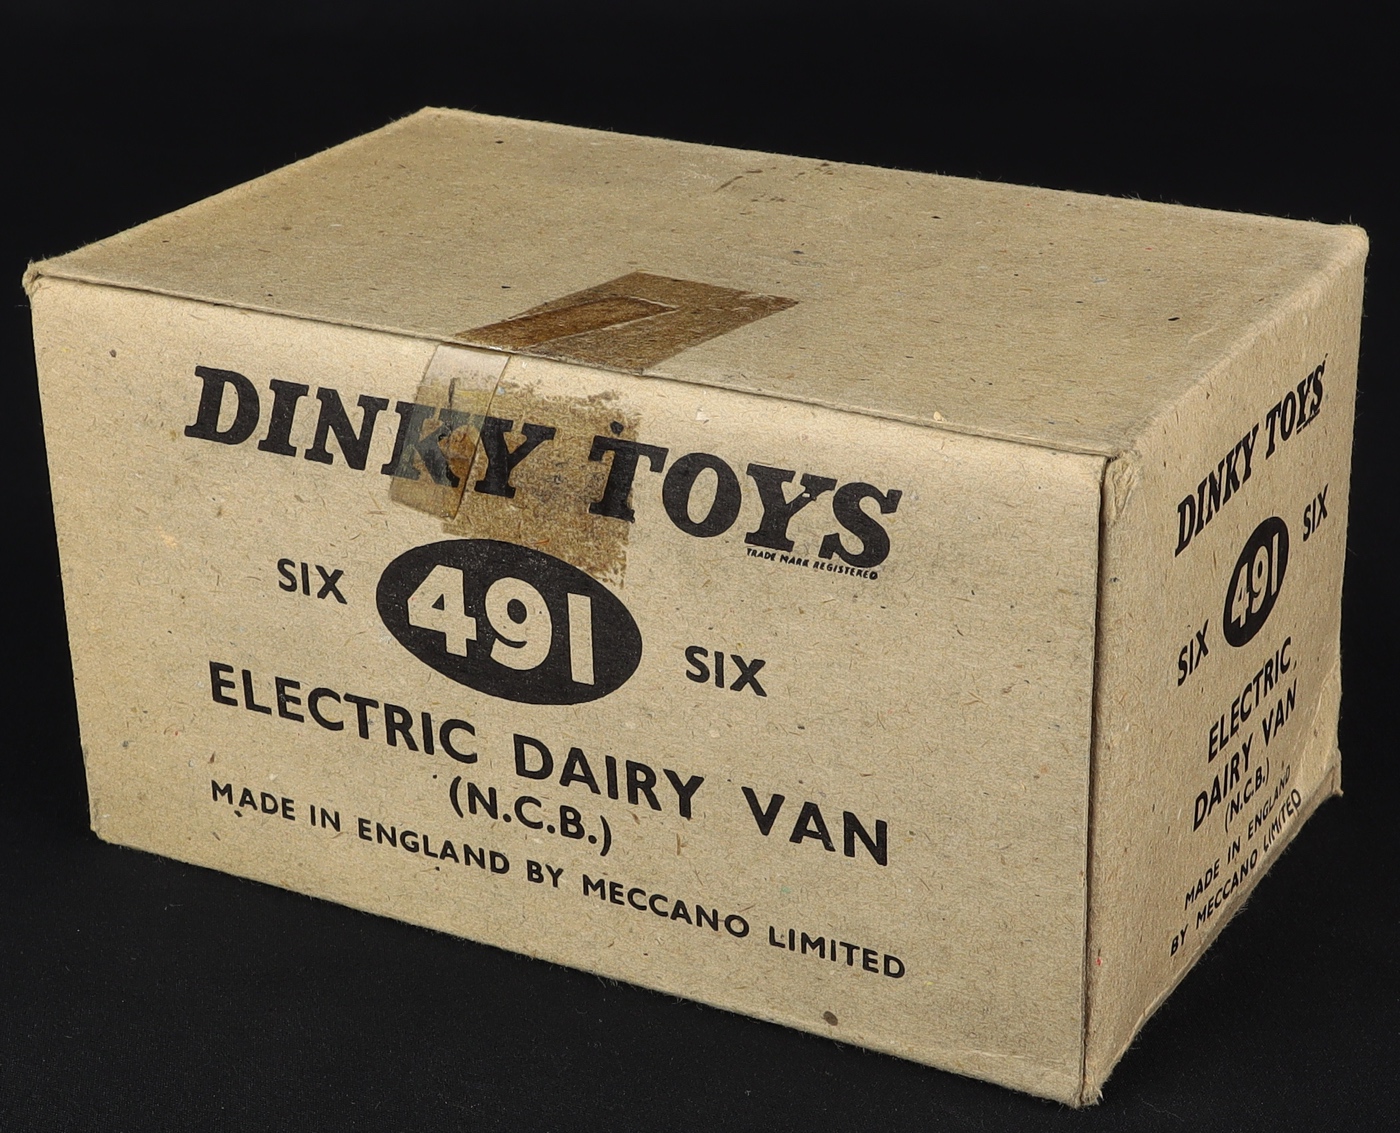 DINKY TOYS
TRADE MARK REGISTERED
SIX 491 SIX
ELECTRIC DAIRY VAN
(N.C.B.)
MADE IN ENGLAND BY MECCANO LIMITED
DINKY TOYS
SIX 491 SIX
ELECTRIC
DAIRY VAN
(N.C.B.)
MADE IN ENGLAND
BY MECCANO LIMITED